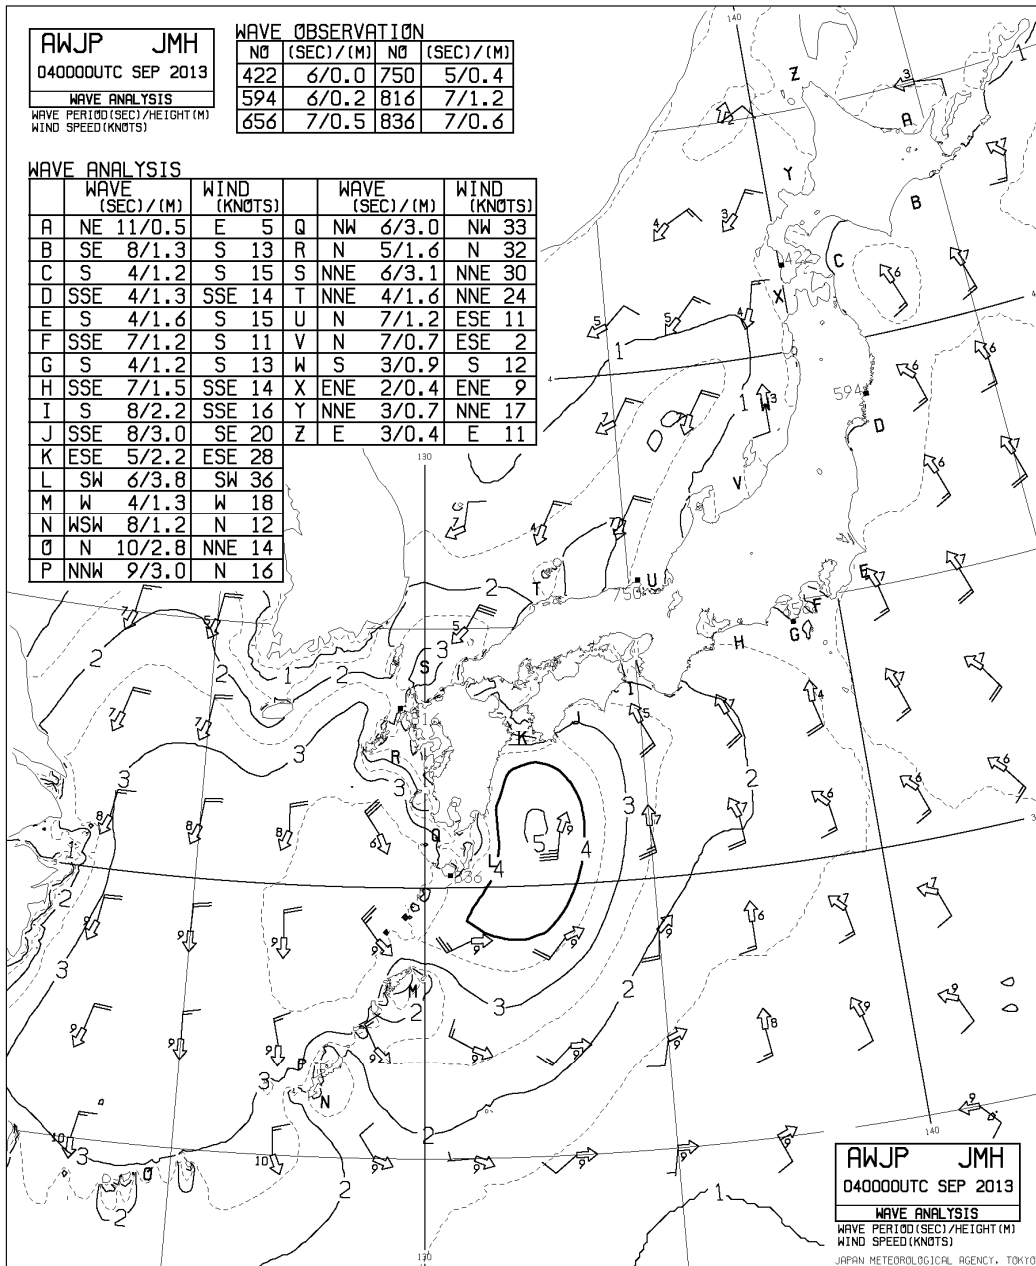 AWJP JMH
040000UTC SEP 2013
WAVE ANALYSIS
WAVE PERIOD(SEC)/HEIGHT(M)
WIND SPEED(KNOTS)
WAVE OBSERVATION
NO (SEC)/(M) NO (SEC)/(M)
422 6/0.0 750 5/0.4
594 6/0.2 816 7/1.2
656 7/0.5 836 7/0.6
WAVE ANALYSIS
WAVE WIND WAVE WIND
(SEC)/(M) (KNOTS) (SEC)/(M) (KNOTS)
A NE 11/0.5 E 5 Q NW 6/3.0 NW 33
B SE 8/1.3 S 13 R N 5/1.6 N 32
C S 4/1.2 S 15 S NNE 6/3.1 NNE 30
D SSE 4/1.3 SSE 14 T NNE 4/1.6 NNE 24
E S 4/1.6 S 15 U N 7/1.2 ESE 11
F SSE 7/1.2 S 11 V N 7/0.7 ESE 2
G S 4/1.2 S 13 W S 3/0.9 S 12
H SSE 7/1.5 SSE 14 X ENE 2/0.4 ENE 9
I S 8/2.2 SSE 16 Y NNE 3/0.7 NNE 17
J SSE 8/3.0 SE 20 Z E 3/0.4 E 11
K ESE 5/2.2 ESE 28
L SW 6/3.8 SW 36
M W 4/1.3 W 18
N WSW 8/1.2 N 12
O N 10/2.8 NNE 14
P NNW 9/3.0 N 16
140
Z
A
Y
B
C
422
X
594
D
W
V
130
T
750
U
E
F
G
H
S
I
J
K
R
Q
L
836
M
N
P
O
130
140
AWJP JMH
040000UTC SEP 2013
WAVE ANALYSIS
WAVE PERIOD(SEC)/HEIGHT(M)
WIND SPEED(KNOTS)
JAPAN METEOROLOGICAL AGENCY, TOKYO